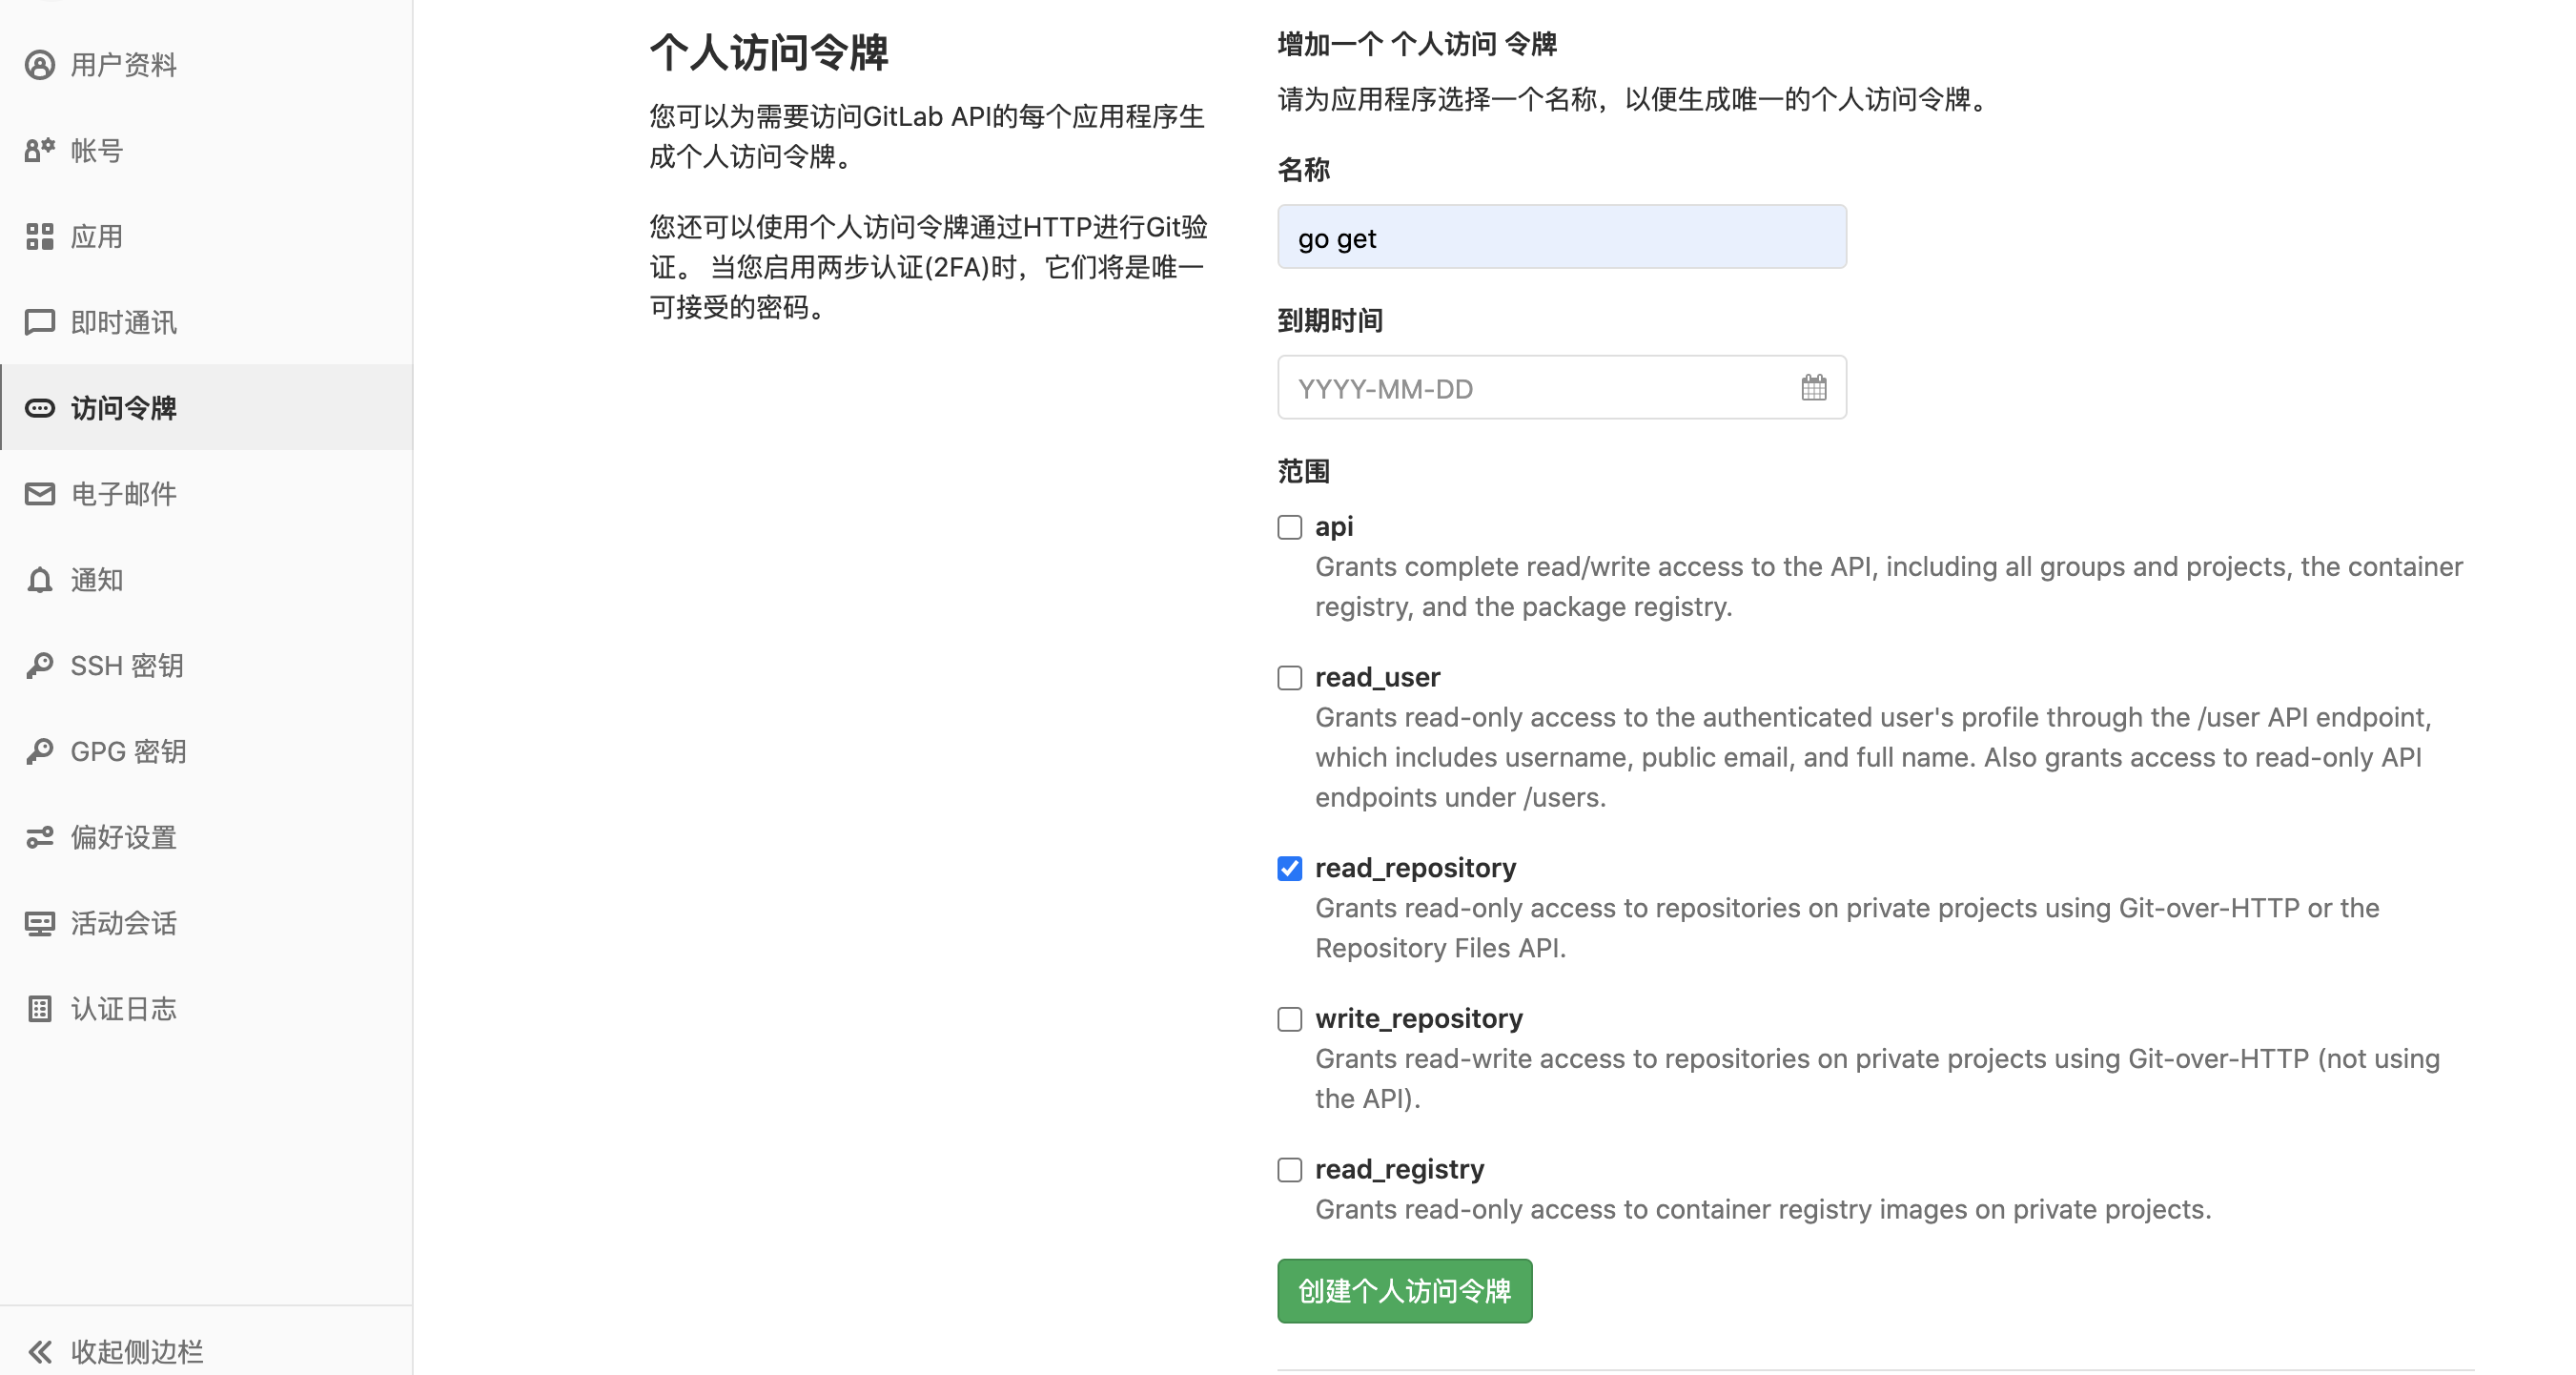 用户资料
帐号
应用
即时通讯
访问令牌
电子邮件
通知
SSH 密钥
GPG 密钥
偏好设置
活动会话
认证日志
收起侧边栏
个人访问令牌
您可以为需要访问GitLab API的每个应用程序生
成个人访问令牌。
您还可以使用个人访问令牌通过HTTP进行Git验
证。 当您启用两步认证(2FA)时，它们将是唯一
可接受的密码。
增加一个 个人访问 令牌
请为应用程序选择一个名称，以便生成唯一的个人访问令牌。
名称
go get
到期时间
YYYY-MM-DD
范围
api
Grants complete read/write access to the API, including all groups and projects, the container
registry, and the package registry.
read_user
Grants read-only access to the authenticated user's profile through the /user API endpoint,
which includes username, public email, and full name. Also grants access to read-only API
endpoints under /users.
read_repository
Grants read-only access to repositories on private projects using Git-over-HTTP or the
Repository Files API.
write_repository
Grants read-write access to repositories on private projects using Git-over-HTTP (not using
the API).
read_registry
Grants read-only access to container registry images on private projects.
创建个人访问令牌